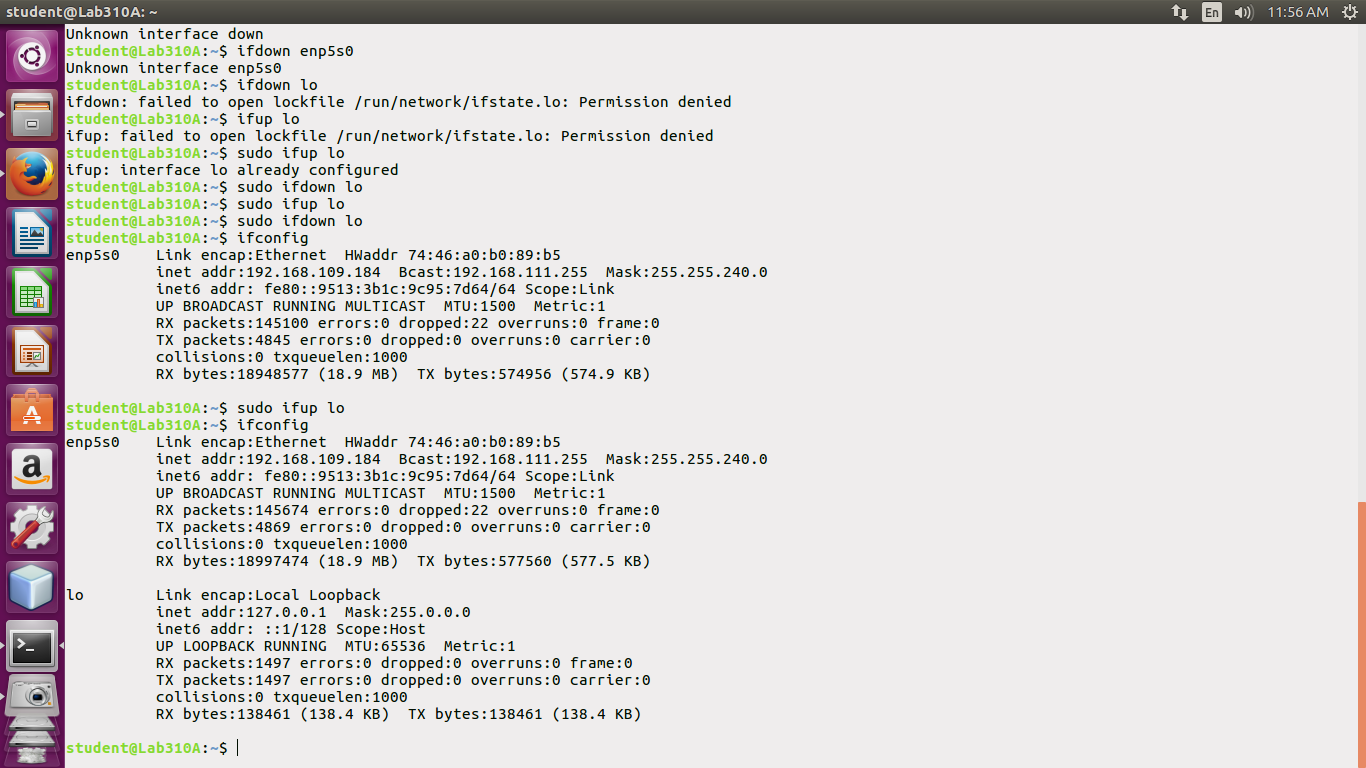 student@Lab310A: ~
En
11:56 AM
Unknown interface down
student@Lab310A:~$ ifdown enp5s0
Unknown interface enp5s0
student@Lab310A:~$ ifdown lo
ifdown: failed to open lockfile /run/network/ifstate.lo: Permission denied
student@Lab310A:~$ ifup lo
ifup: failed to open lockfile /run/network/ifstate.lo: Permission denied
student@Lab310A:~$ sudo ifup lo
ifup: interface lo already configured
student@Lab310A:~$ sudo ifdown lo
student@Lab310A:~$ sudo ifup lo
student@Lab310A:~$ sudo ifdown lo
student@Lab310A:~$ ifconfig
enp5s0    Link encap:Ethernet  HWaddr 74:46:a0:b0:89:b5
          inet addr:192.168.109.184  Bcast:192.168.111.255  Mask:255.255.240.0
          inet6 addr: fe80::9513:3b1c:9c95:7d64/64 Scope:Link
          UP BROADCAST RUNNING MULTICAST  MTU:1500  Metric:1
          RX packets:145100 errors:0 dropped:22 overruns:0 frame:0
          TX packets:4845 errors:0 dropped:0 overruns:0 carrier:0
          collisions:0 txqueuelen:1000
          RX bytes:18948577 (18.9 MB)  TX bytes:574956 (574.9 KB)
student@Lab310A:~$ sudo ifup lo
student@Lab310A:~$ ifconfig
enp5s0    Link encap:Ethernet  HWaddr 74:46:a0:b0:89:b5
          inet addr:192.168.109.184  Bcast:192.168.111.255  Mask:255.255.240.0
          inet6 addr: fe80::9513:3b1c:9c95:7d64/64 Scope:Link
          UP BROADCAST RUNNING MULTICAST  MTU:1500  Metric:1
          RX packets:145674 errors:0 dropped:22 overruns:0 frame:0
          TX packets:4869 errors:0 dropped:0 overruns:0 carrier:0
          collisions:0 txqueuelen:1000
          RX bytes:18997474 (18.9 MB)  TX bytes:577560 (577.5 KB)
lo        Link encap:Local Loopback
          inet addr:127.0.0.1  Mask:255.0.0.0
          inet6 addr: ::1/128 Scope:Host
          UP LOOPBACK RUNNING  MTU:65536  Metric:1
          RX packets:1497 errors:0 dropped:0 overruns:0 frame:0
          TX packets:1497 errors:0 dropped:0 overruns:0 carrier:0
          collisions:0 txqueuelen:1000
          RX bytes:138461 (138.4 KB)  TX bytes:138461 (138.4 KB)
student@Lab310A:~$